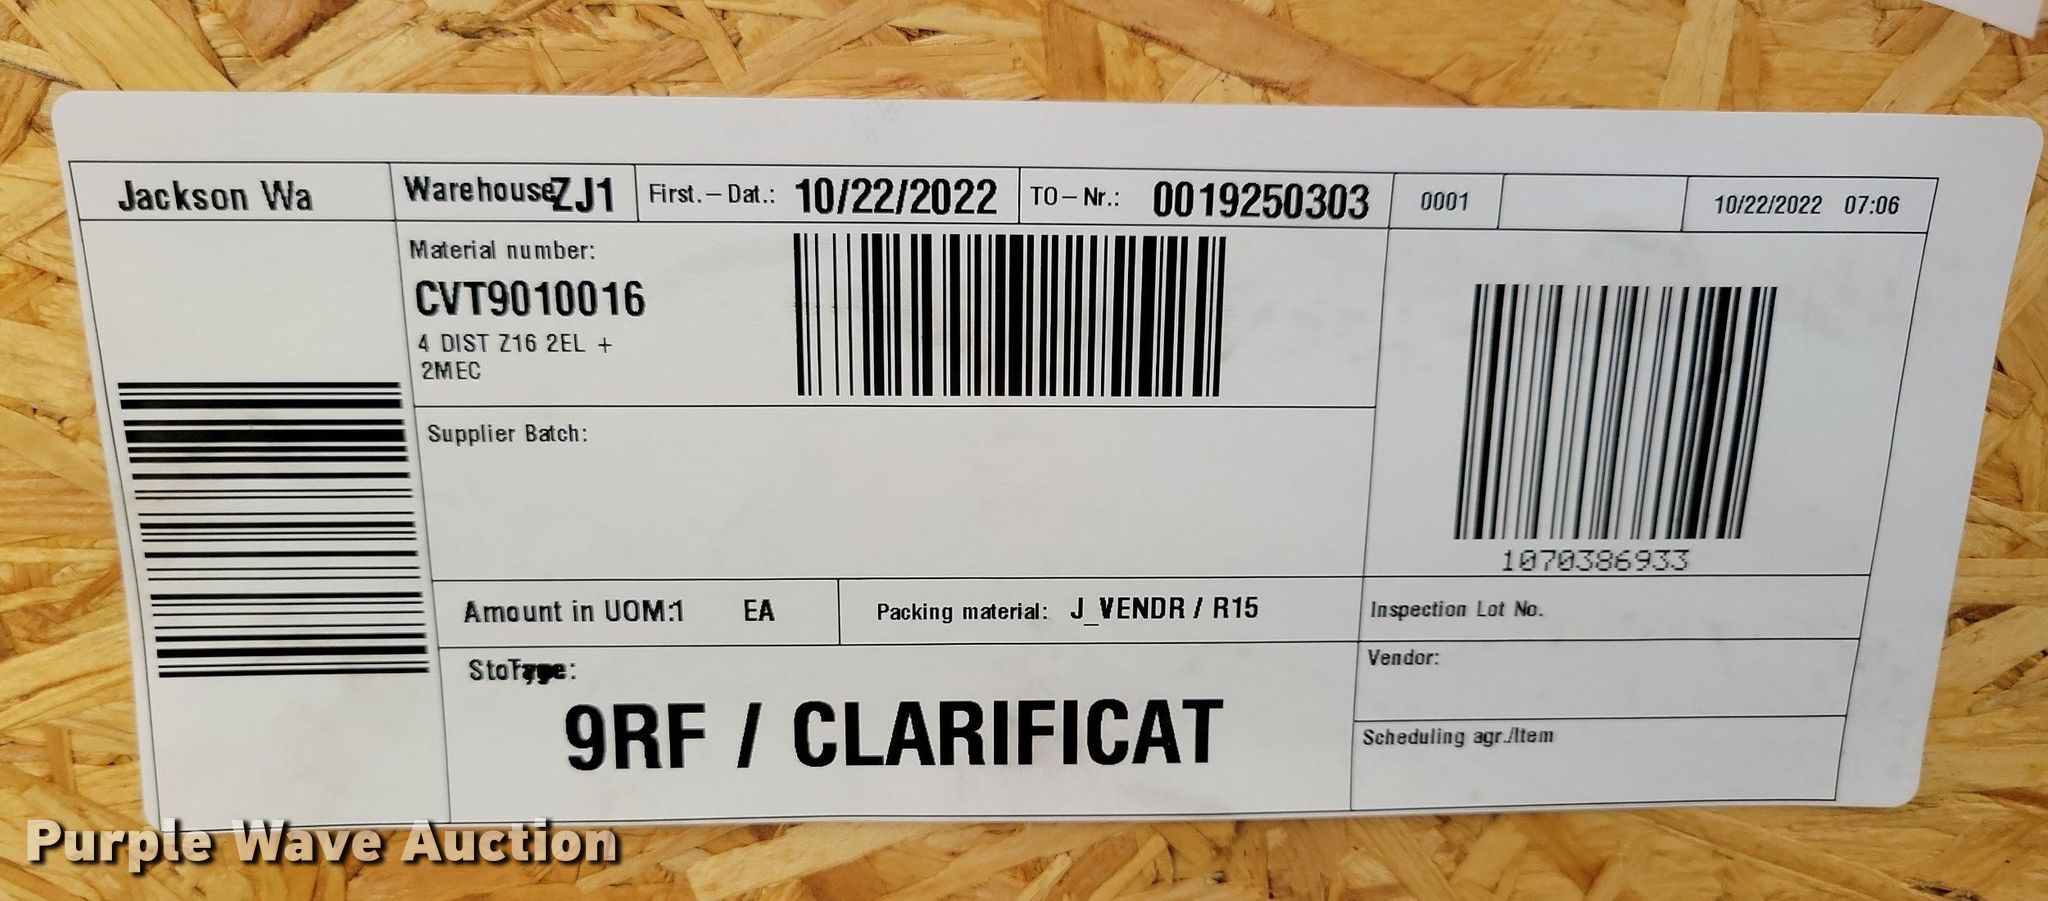 Jackson Wa
Warehouse ZJ1
First.-Dat.: 10/22/2022
TO-Nr.: 0019250303
0001
10/22/2022 07:06
Material number:
CVT9010016
4 DIST Z16 2EL +
2MEC
Supplier Batch:
1070386933
Amount in UOM:1 EA
Packing material: J_VENDR / R15
Inspection Lot No.
Vendor:
9RF / CLARIFICAT
Scheduling agr./Item
Purple Wave Auction